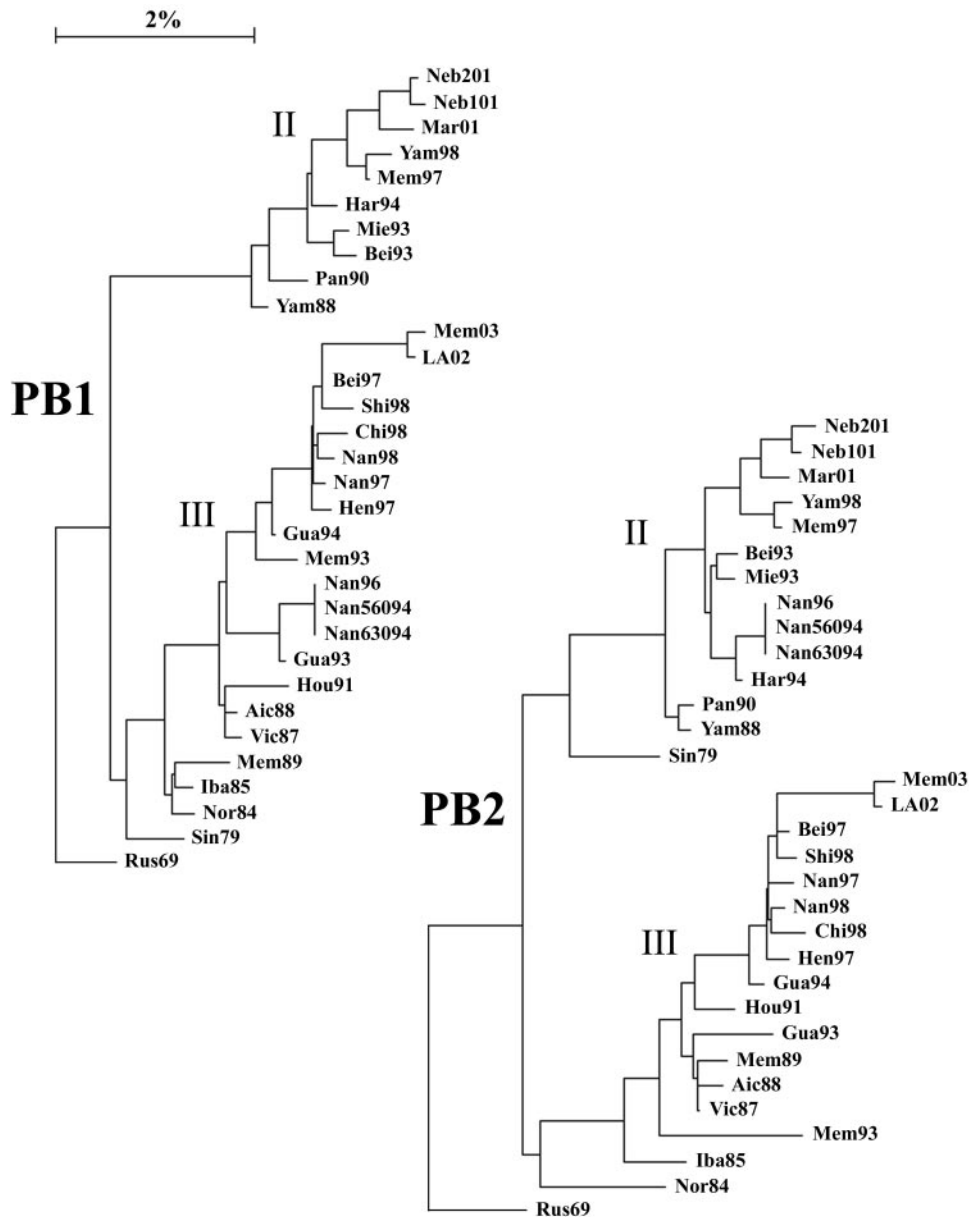 2%
Neb201
Neb101
II
Mar01
Yam98
Mem97
Har94
Mie93
Bei93
Pan90
Yam88
Mem03
LA02
PB1
Bei97
Shi98
Chi98
Nan98
Nan97
III
Hen97
Gua94
Mem93
Nan96
Nan56094
Nan63094
Gua93
Hou91
Aic88
Vic87
Mem89
Iba85
Nor84
Sin79
Rus69
Neb201
Neb101
Mar01
Yam98
II
Mem97
Bei93
Mie93
Nan96
Nan56094
Nan63094
Har94
Pan90
Yam88
Sin79
Mem03
PB2
LA02
Bei97
Shi98
Nan97
Nan98
Chi98
III
Hen97
Gua94
Hou91
Gua93
Mem89
Aic88
Vic87
Mem93
Iba85
Nor84
Rus69